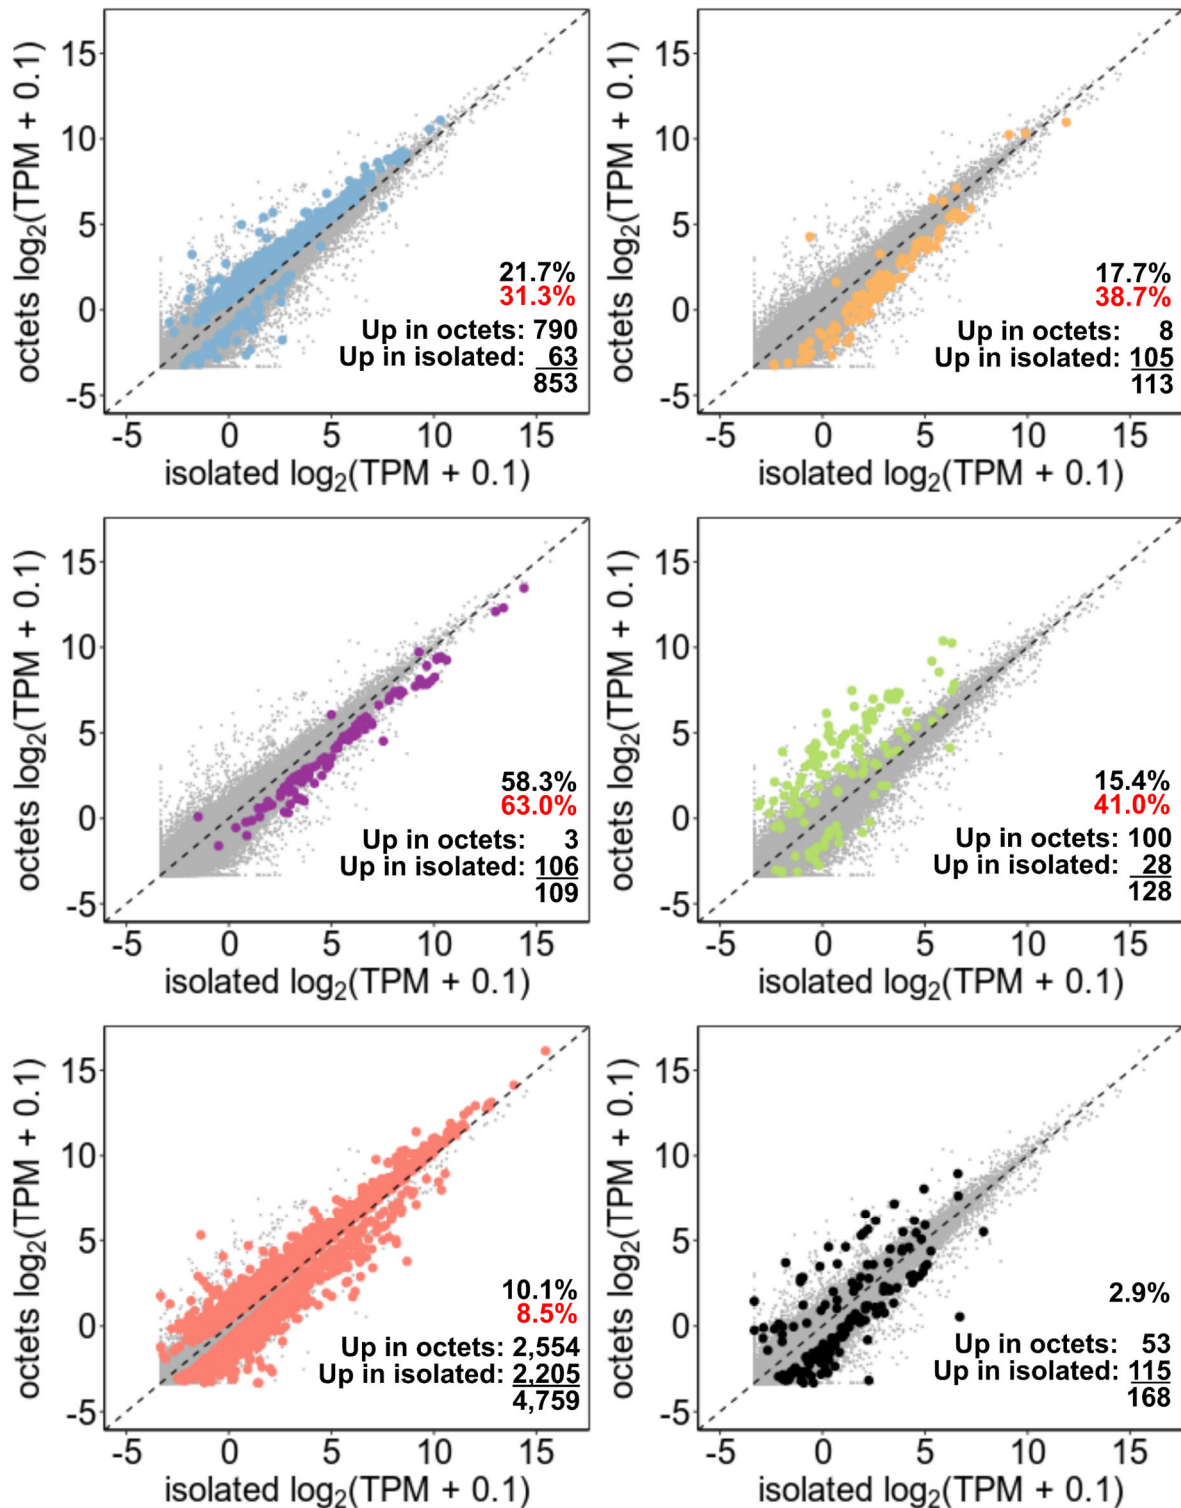 octets log2(TPM + 0.1)
15
10
5
0
-5
21.7%
31.3%
Up in octets: 790
Up in isolated: 63
853
-5 0 5 10 15
isolated log2(TPM + 0.1)
octets log2(TPM + 0.1)
15
10
5
0
-5
17.7%
38.7%
Up in octets: 8
Up in isolated: 105
113
-5 0 5 10 15
isolated log2(TPM + 0.1)
octets log2(TPM + 0.1)
15
10
5
0
-5
58.3%
63.0%
Up in octets: 3
Up in isolated: 106
109
-5 0 5 10 15
isolated log2(TPM + 0.1)
octets log2(TPM + 0.1)
15
10
5
0
-5
15.4%
41.0%
Up in octets: 100
Up in isolated: 28
128
-5 0 5 10 15
isolated log2(TPM + 0.1)
octets log2(TPM + 0.1)
15
10
5
0
-5
10.1%
8.5%
Up in octets: 2,554
Up in isolated: 2,205
4,759
-5 0 5 10 15
isolated log2(TPM + 0.1)
octets log2(TPM + 0.1)
15
10
5
0
-5
2.9%
Up in octets: 53
Up in isolated: 115
168
-5 0 5 10 15
isolated log2(TPM + 0.1)